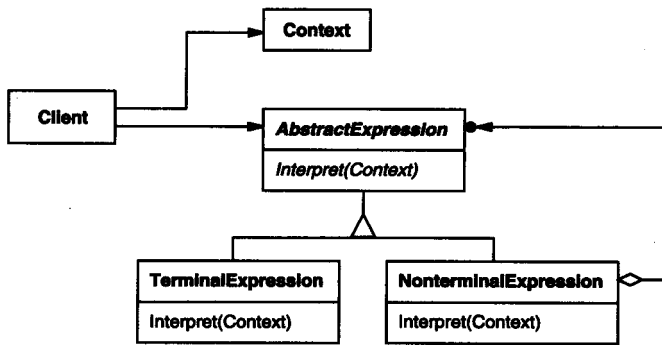 Context
Client
AbstractExpression
Interpret(Context)
TerminalExpression
NonterminalExpression
Interpret(Context)
Interpret(Context)